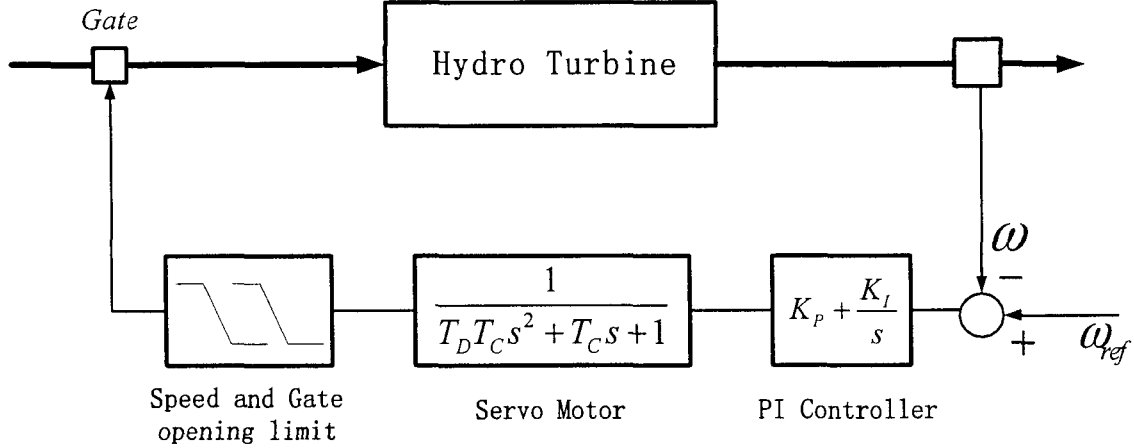 Gate
Hydro Turbine
ω
−
K_P + K_I/s
1/(T_D T_C s² + T_C s + 1)
+
ω_ref
Speed and Gate
opening limit
Servo Motor
PI Controller